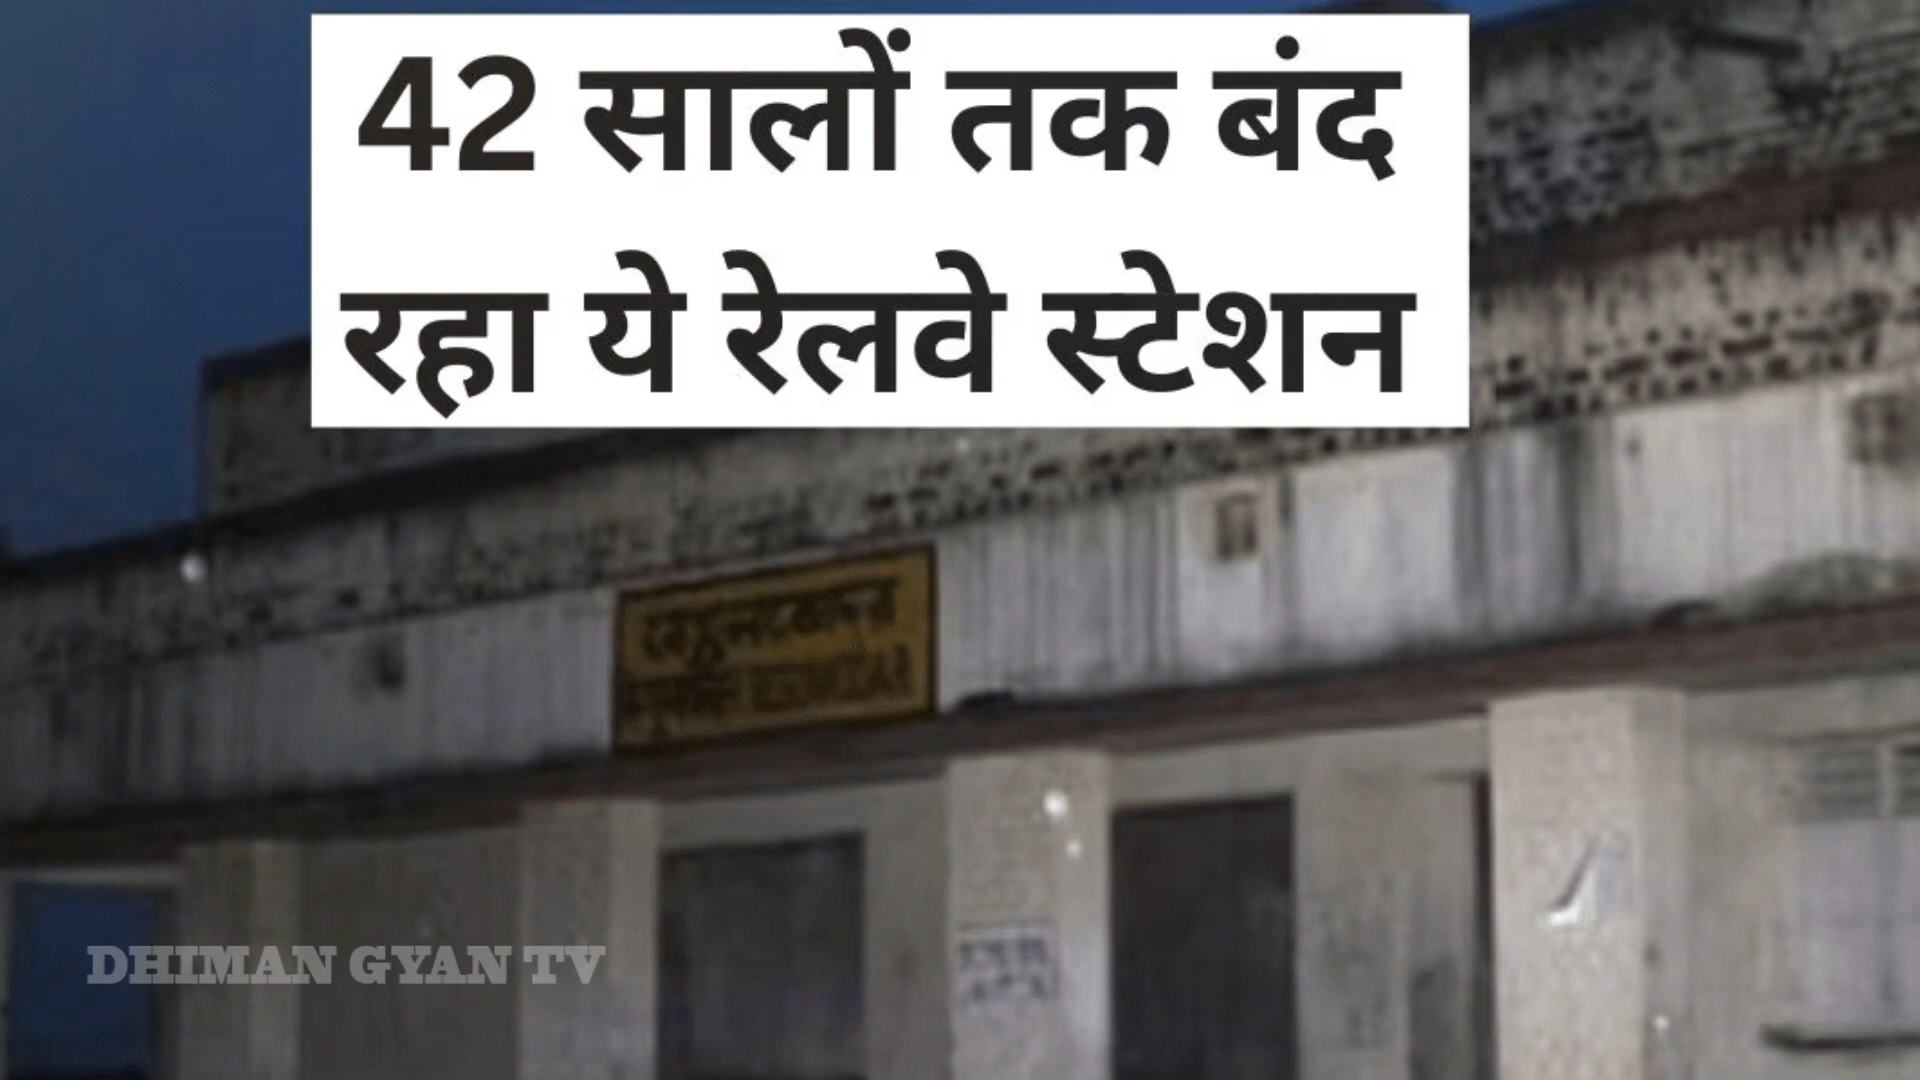 42 सालों तक बंद
रहा ये रेलवे स्टेशन
DHIMAN GYAN TV